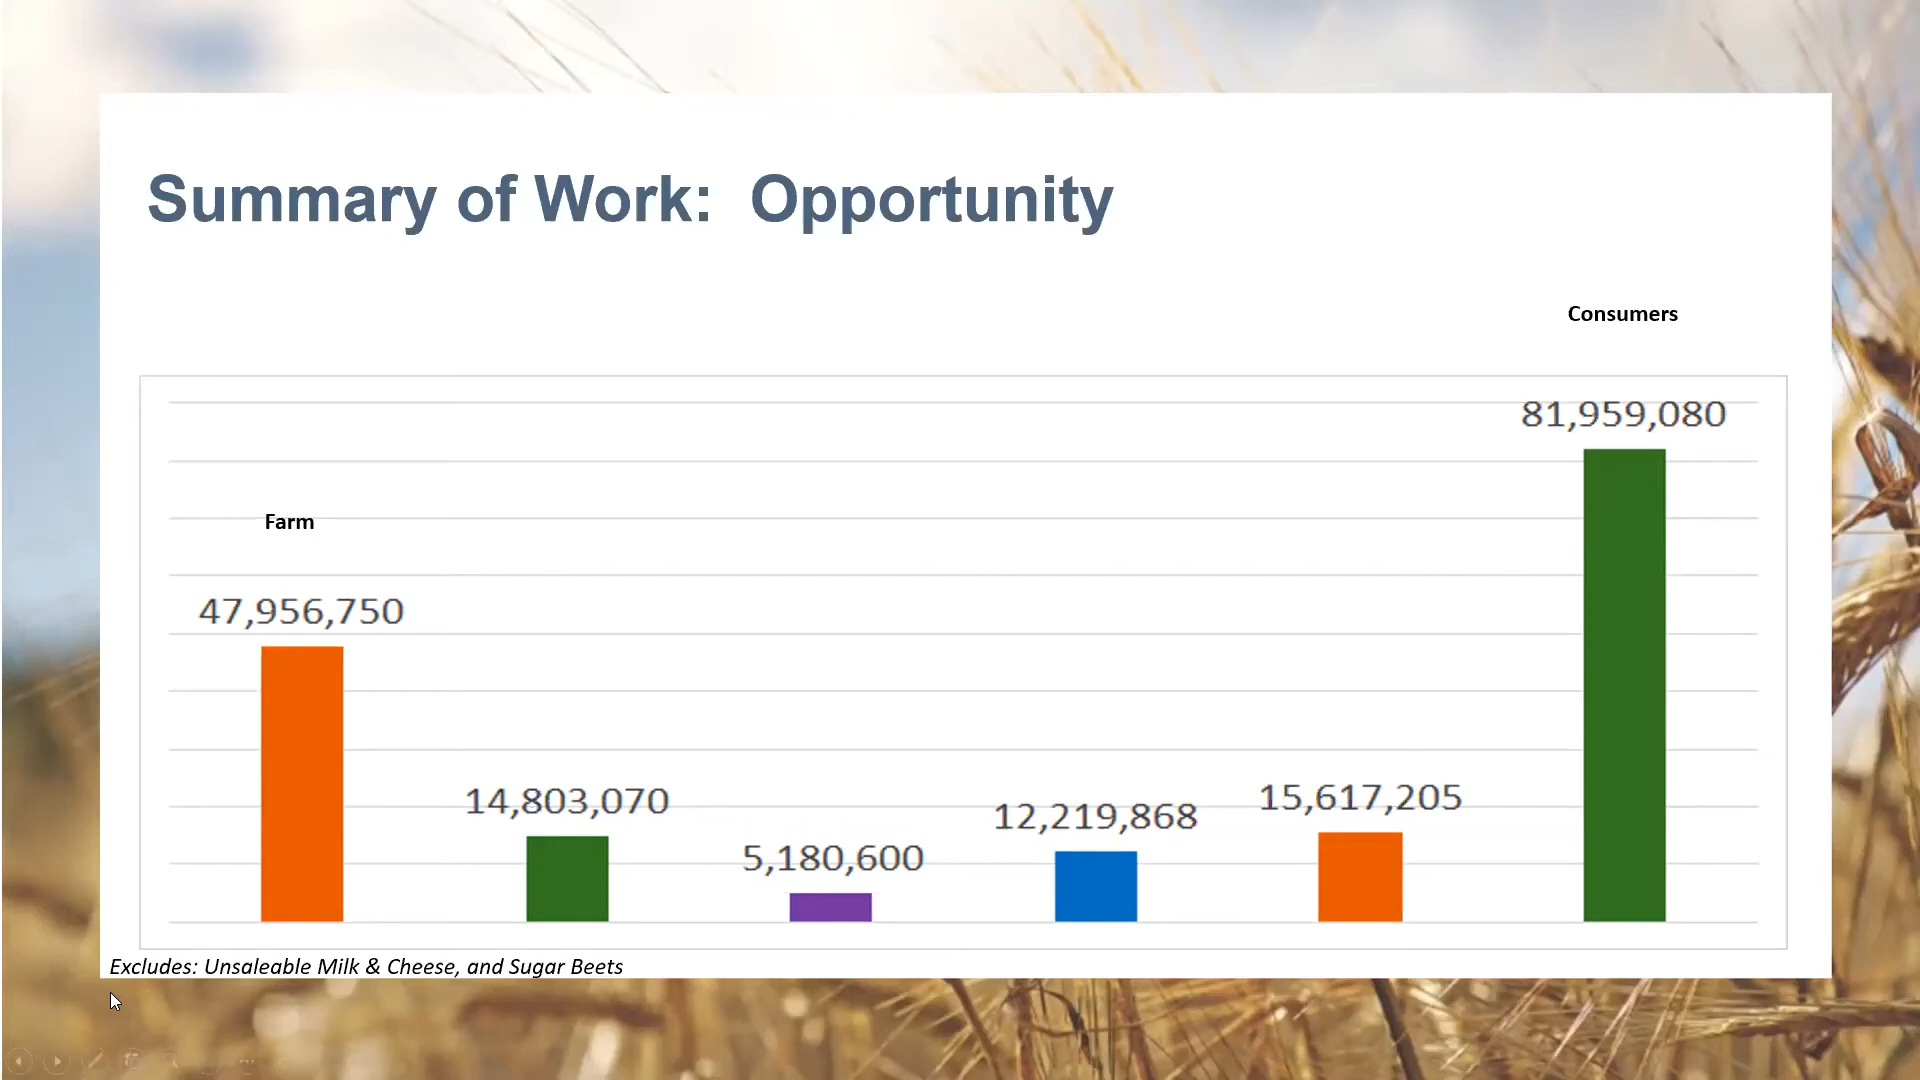 Summary of Work:  Opportunity
Consumers
81,959,080
Farm
47,956,750
14,803,070
5,180,600
12,219,868
15,617,205
Excludes: Unsaleable Milk & Cheese, and Sugar Beets